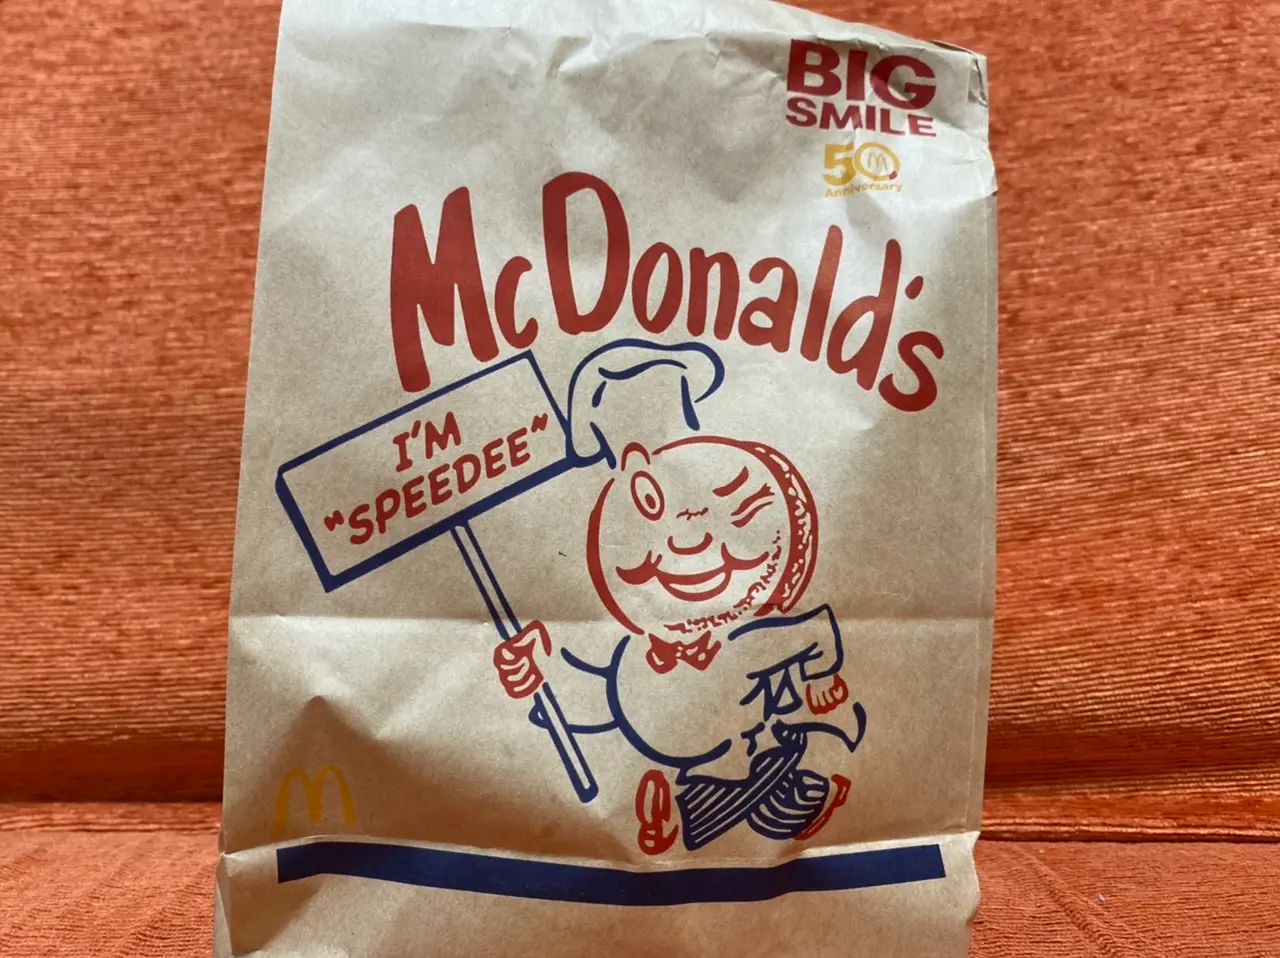 BIG
SMILE
50
Anniversary
McDonald's
I'M
"SPEEDEE"